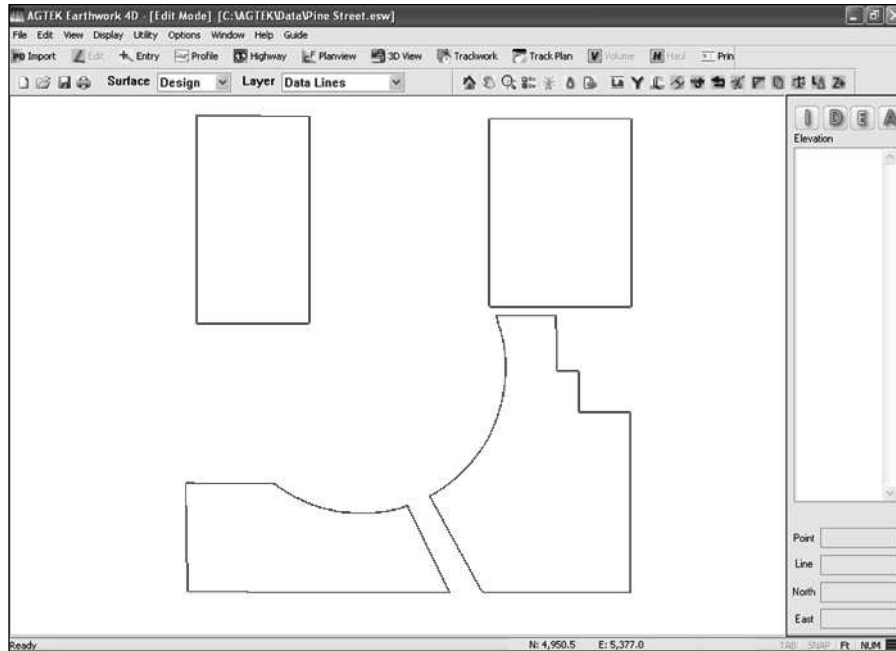 AGTEK Earthwork 4D - [Edit Mode] [C:\AGTEK\Data\Pine Street.esw]
File Edit View Display Utility Options Window Help Guide
Import Edit Entry Profile Highway Planview 3D View Trackwork Track Plan Volume Haul Prin
Surface Design Layer Data Lines
I D E A
Elevation
Point
Line
North
East
Ready N: 4,950.5 E: 5,377.0 TAB SNAP Ft NUM